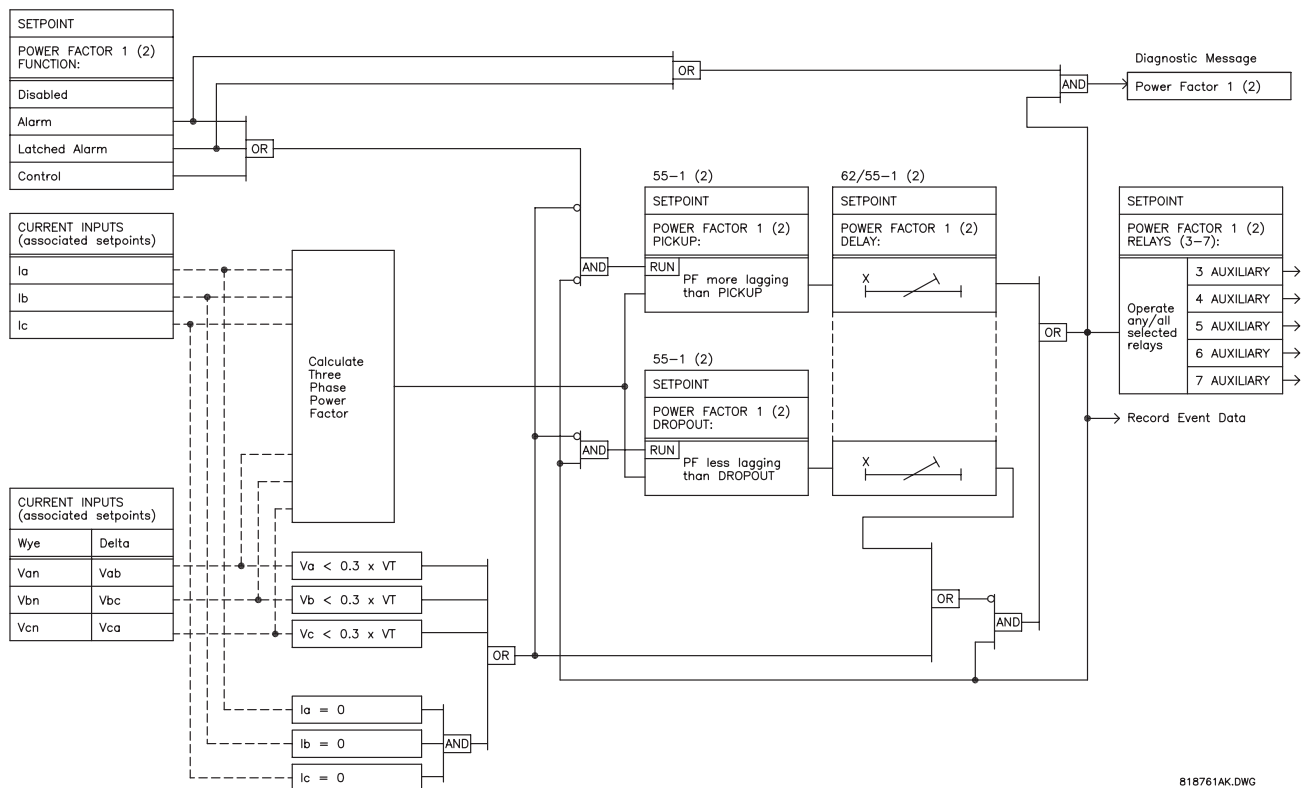 SETPOINT
POWER FACTOR 1 (2)
FUNCTION:
Disabled
Alarm
Latched Alarm
Control
OR
OR
AND
Diagnostic Message
Power Factor 1 (2)
CURRENT INPUTS
(associated setpoints)
Ia
Ib
Ic
Calculate
Three
Phase
Power
Factor
AND
55-1 (2)
SETPOINT
POWER FACTOR 1 (2)
PICKUP:
RUN
PF more lagging
than PICKUP
62/55-1 (2)
SETPOINT
POWER FACTOR 1 (2)
DELAY:
X
OR
SETPOINT
POWER FACTOR 1 (2)
RELAYS (3-7):
Operate
any/all
selected
relays
3 AUXILIARY
4 AUXILIARY
5 AUXILIARY
6 AUXILIARY
7 AUXILIARY
Record Event Data
AND
55-1 (2)
SETPOINT
POWER FACTOR 1 (2)
DROPOUT:
RUN
PF less lagging
than DROPOUT
X
CURRENT INPUTS
(associated setpoints)
Wye Delta
Van Vab
Vbn Vbc
Vcn Vca
Va < 0.3 x VT
Vb < 0.3 x VT
Vc < 0.3 x VT
OR
OR
AND
Ia = 0
Ib = 0
Ic = 0
AND
818761AK.DWG